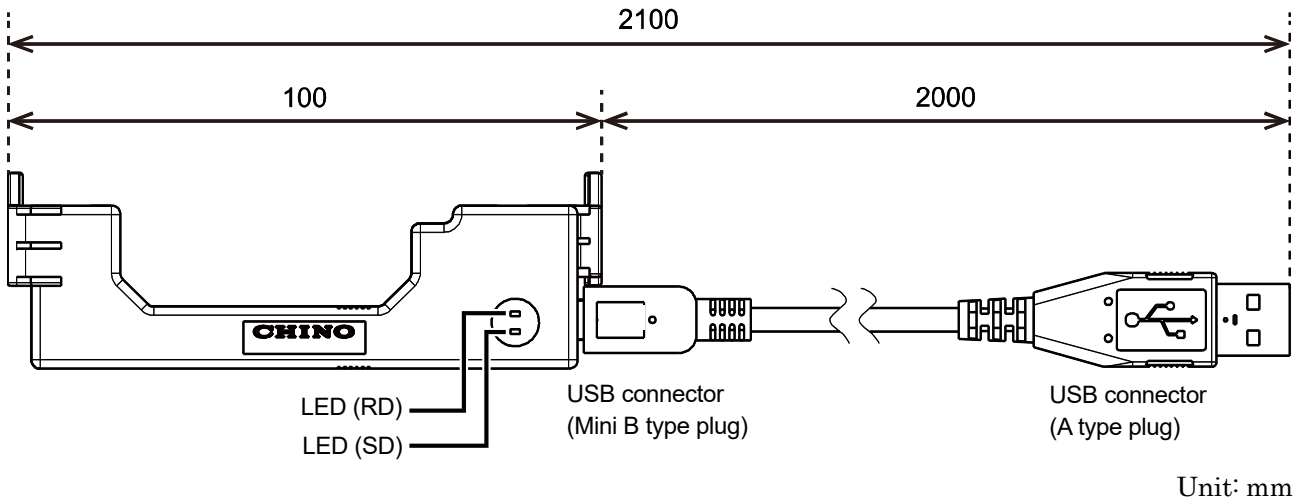 2100
100
2000
CHINO
LED (RD)
LED (SD)
USB connector
(Mini B type plug)
USB connector
(A type plug)
Unit: mm